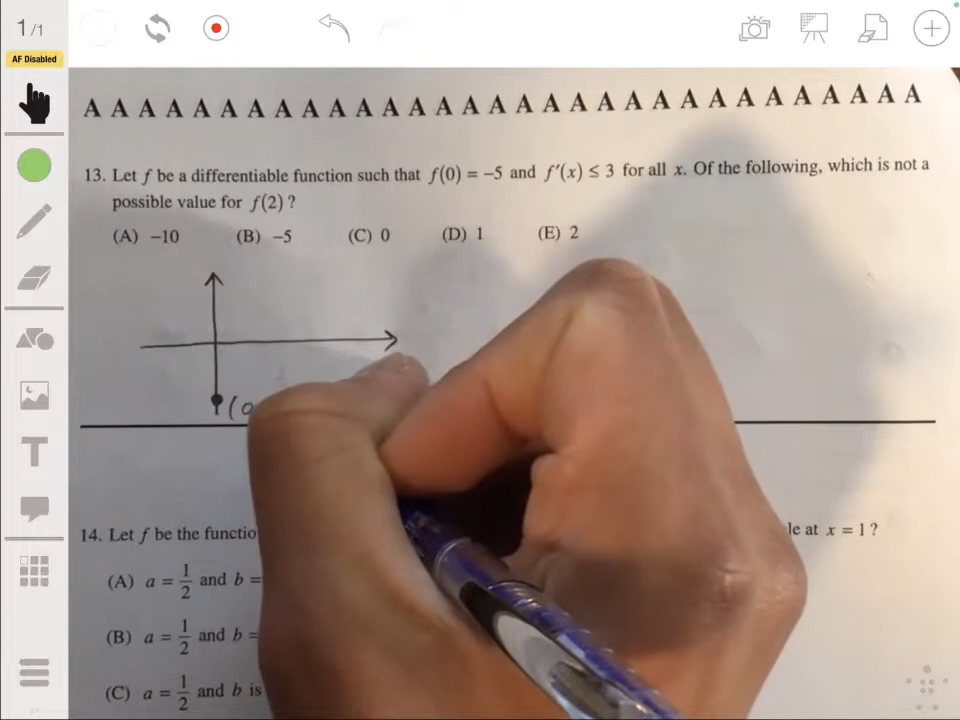 1/1
AF Disabled
A A A A A A A A A A A A A A A A A A A A A A A A A A A A A A A
13. Let f be a differentiable function such that f(0) = −5 and f′(x) ≤ 3 for all x. Of the following, which is not a
possible value for f(2) ?
(A) −10 (B) −5 (C) 0 (D) 1 (E) 2
(0
14. Let f be the functio le at x = 1 ?
(A) a = 1/2 and b =
(B) a = 1/2 and b =
(C) a = 1/2 and b is
T